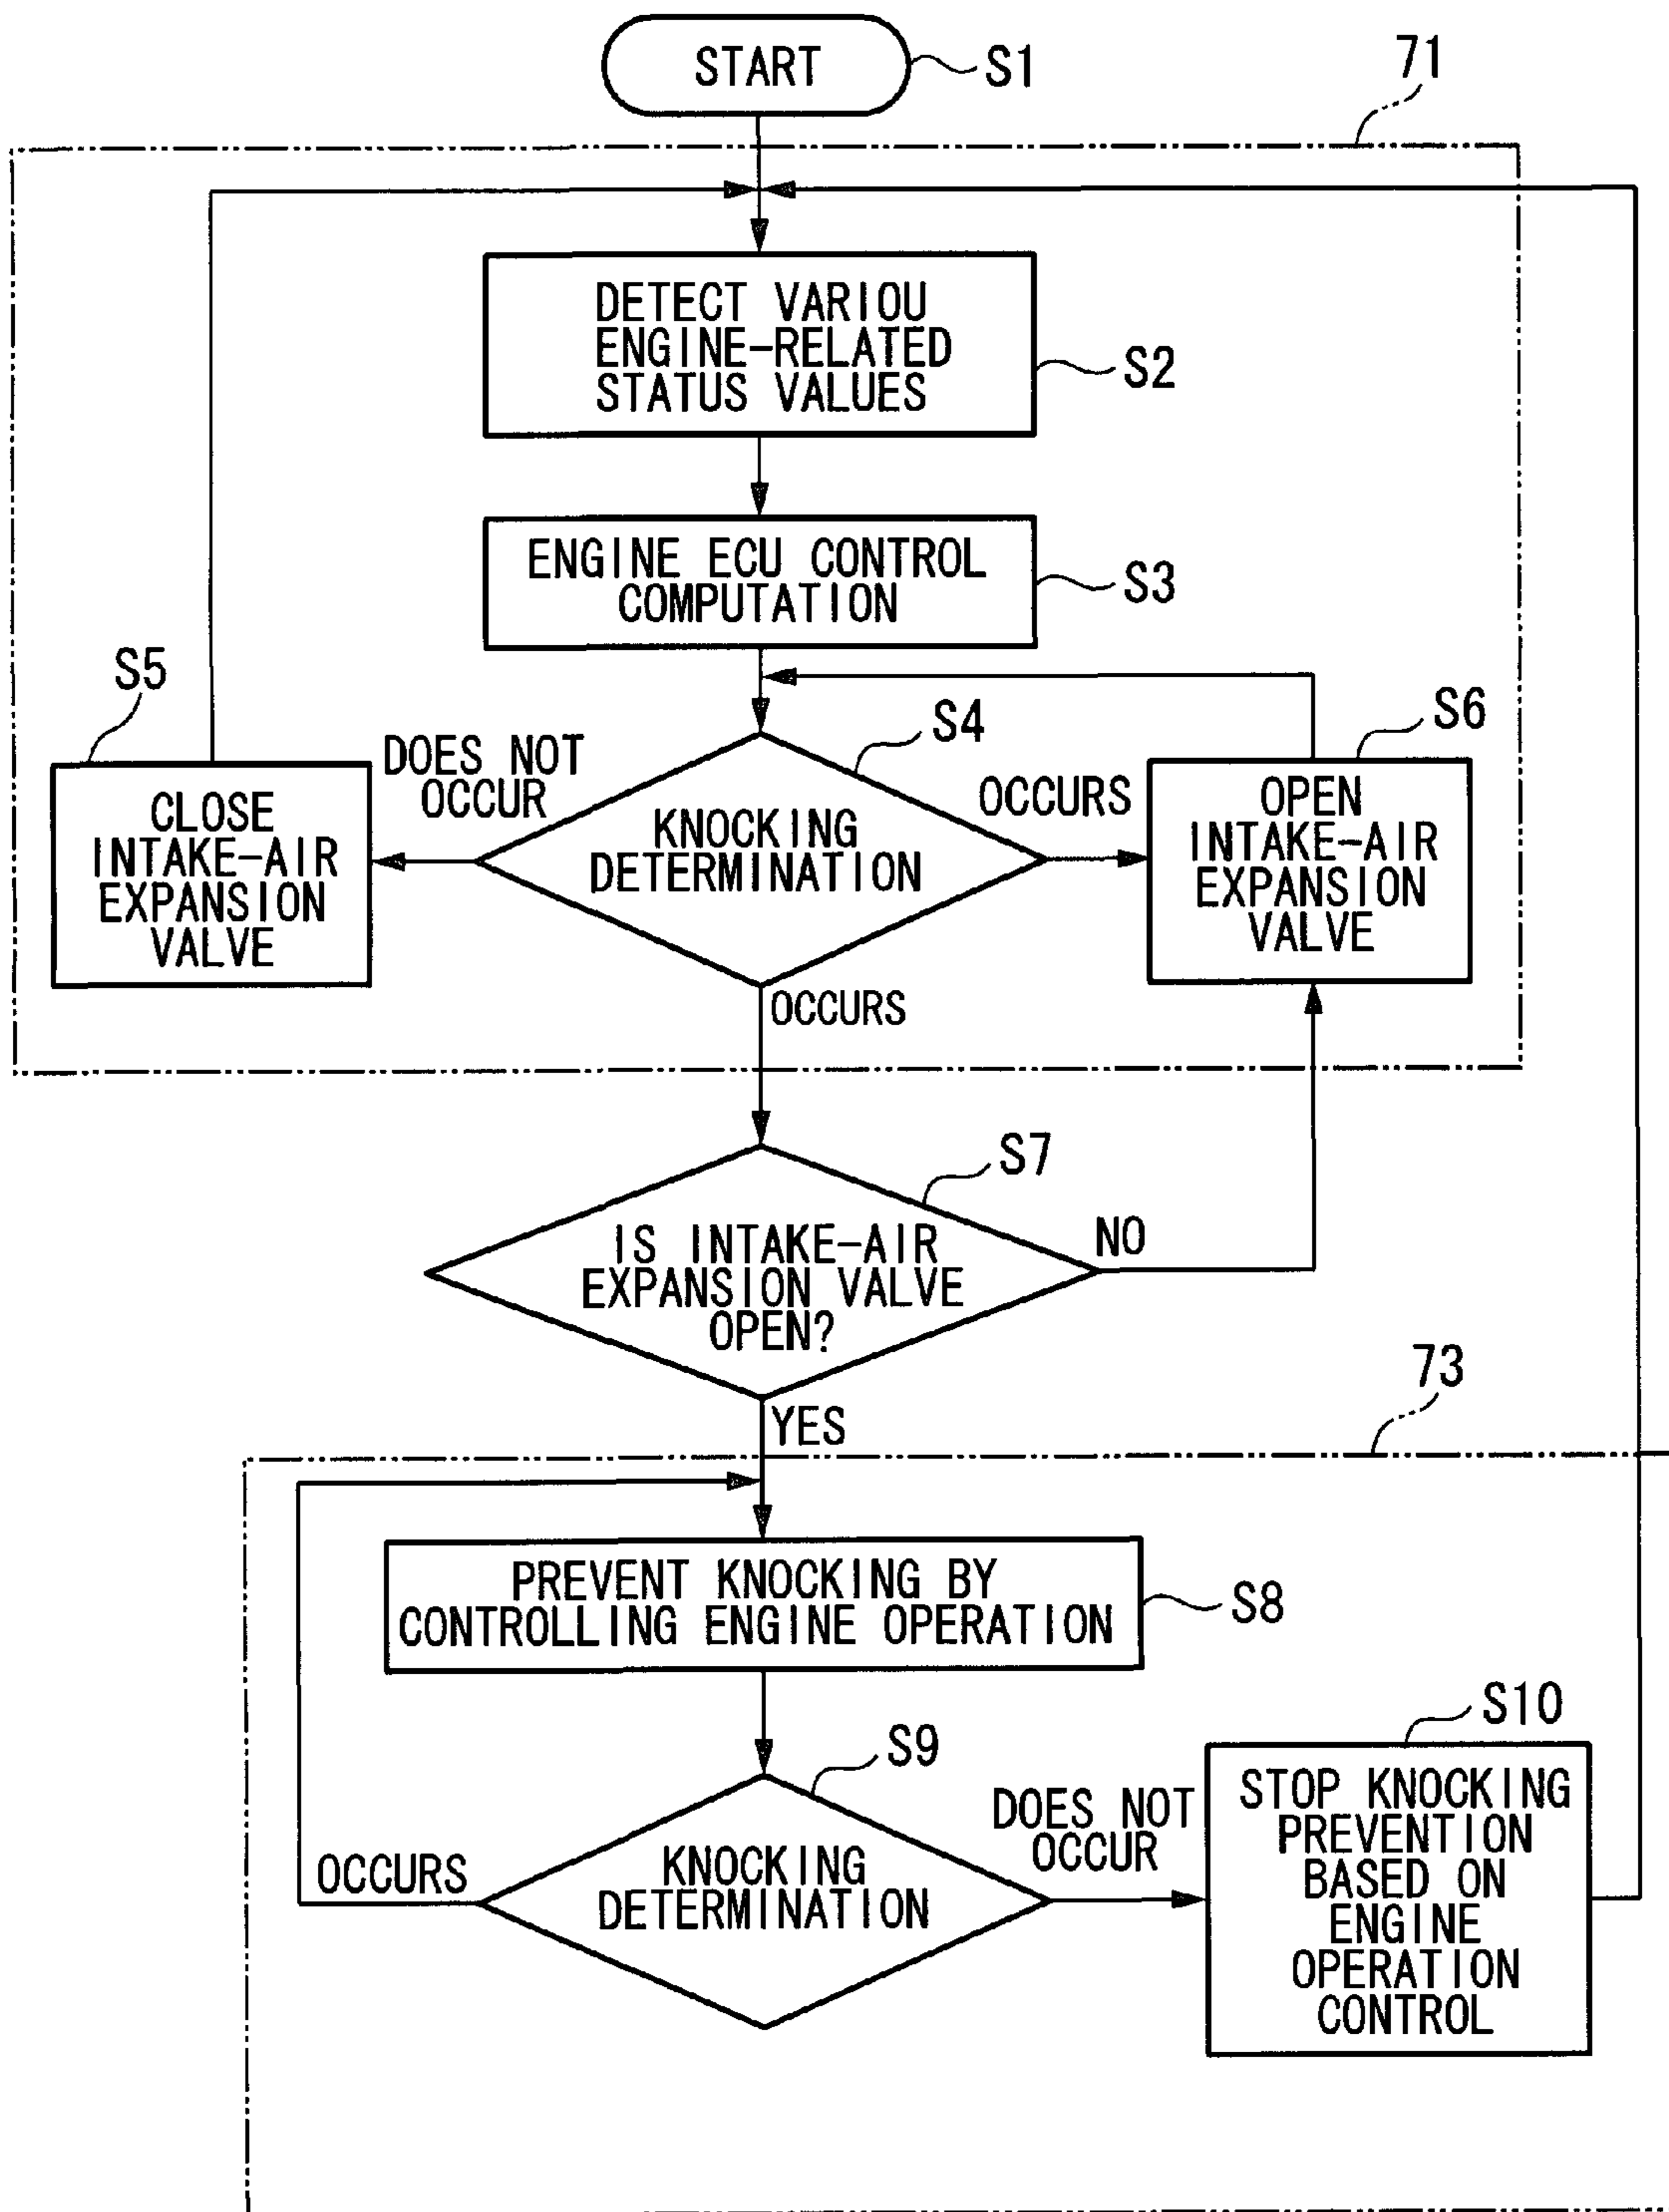 START
S1
71
DETECT VARIOU
ENGINE-RELATED
STATUS VALUES
S2
ENGINE ECU CONTROL
COMPUTATION
S3
S5
CLOSE
INTAKE-AIR
EXPANSION
VALVE
DOES NOT
OCCUR
S4
KNOCKING
DETERMINATION
OCCURS
S6
OPEN
INTAKE-AIR
EXPANSION
VALVE
OCCURS
S7
IS INTAKE-AIR
EXPANSION VALVE
OPEN?
NO
YES
73
PREVENT KNOCKING BY
CONTROLLING ENGINE OPERATION
S8
S9
KNOCKING
DETERMINATION
OCCURS
DOES NOT
OCCUR
S10
STOP KNOCKING
PREVENTION
BASED ON
ENGINE
OPERATION
CONTROL